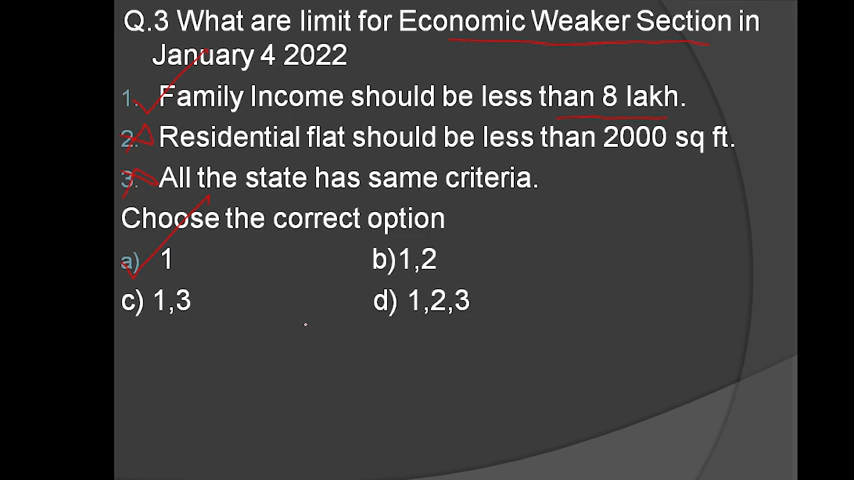 Q.3 What are limit for Economic Weaker Section in
January 4 2022
1. Family Income should be less than 8 lakh.
2. Residential flat should be less than 2000 sq ft.
3. All the state has same criteria.
Choose the correct option
a) 1 b)1,2
c) 1,3 d) 1,2,3